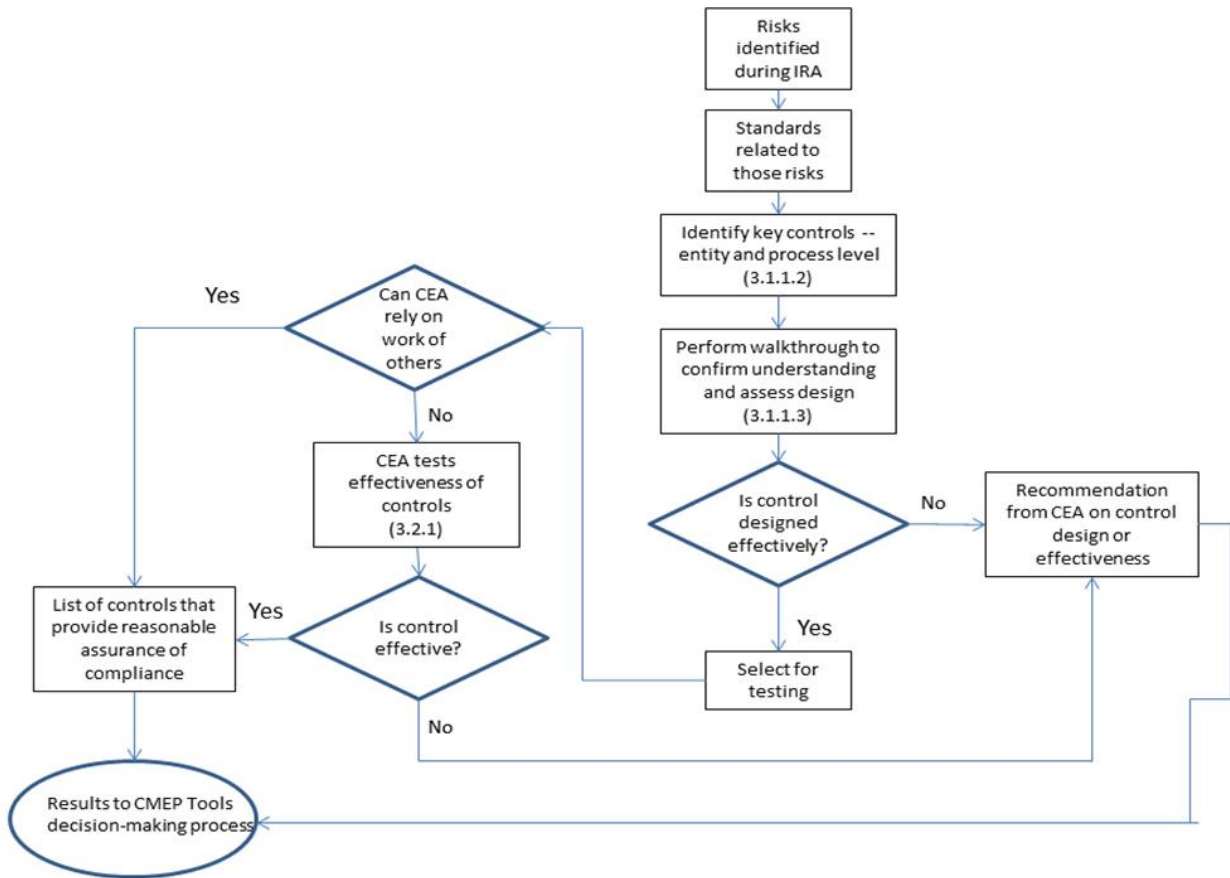 Risks
identified
during IRA
Standards
related to
those risks
Identify key controls --
entity and process level
(3.1.1.2)
Perform walkthrough to
confirm understanding
and assess design
(3.1.1.3)
Is control
designed
effectively?
No
Recommendation
from CEA on control
design or
effectiveness
Yes
Select for
testing
Can CEA
rely on
work of
others
Yes
No
CEA tests
effectiveness of
controls
(3.2.1)
Is control
effective?
Yes
No
List of controls that
provide reasonable
assurance of
compliance
Results to CMEP Tools
decision-making process